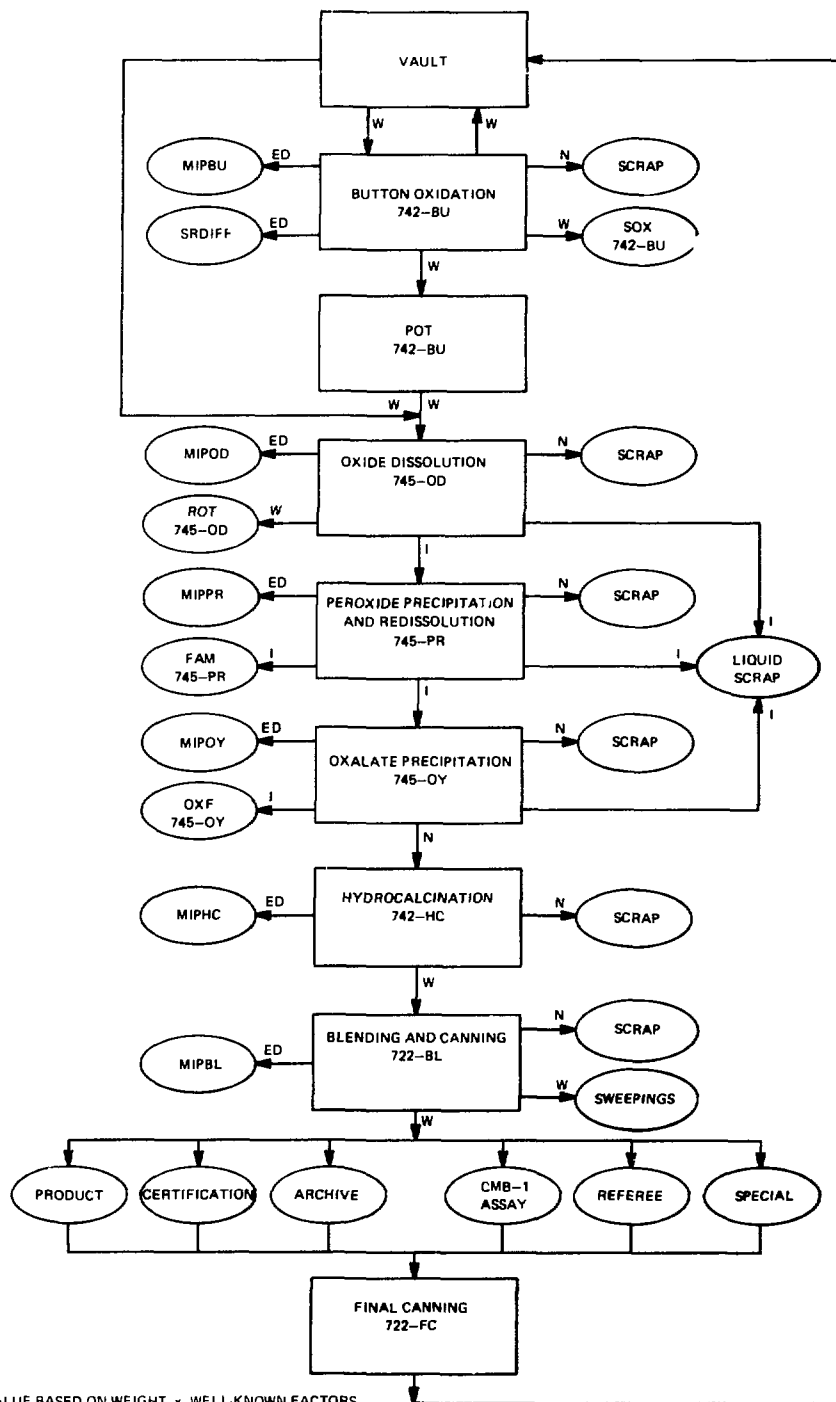 VAULT
W
W
MIPBU
ED
BUTTON OXIDATION
742-BU
N
SCRAP
SRDIFF
ED
W
SOX
742-BU
W
POT
742-BU
W
W
MIPOD
ED
OXIDE DISSOLUTION
745-OD
N
SCRAP
ROT
745-OD
W
I
MIPPR
ED
PEROXIDE PRECIPITATION
AND REDISSOLUTION
745-PR
N
SCRAP
I
FAM
745-PR
I
I
LIQUID
SCRAP
I
I
MIPOY
ED
OXALATE PRECIPITATION
745-OY
N
SCRAP
OXF
745-OY
I
N
MIPHC
ED
HYDROCALCINATION
742-HC
N
SCRAP
W
MIPBL
ED
BLENDING AND CANNING
722-BL
N
SCRAP
W
SWEEPINGS
W
PRODUCT
CERTIFICATION
ARCHIVE
CMB-1
ASSAY
REFEREE
SPECIAL
FINAL CANNING
722-FC
BASED ON WEIGHT x WELL-KNOWN FACTORS